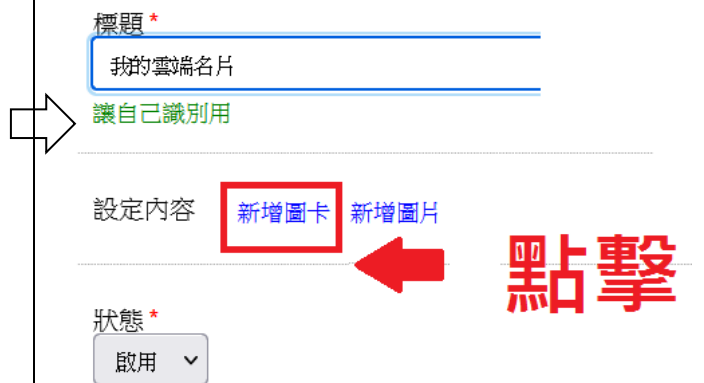 標題*
我的雲端名片
讓自己識別用
設定內容 新增圖卡 新增圖片
點擊
狀態*
啟用